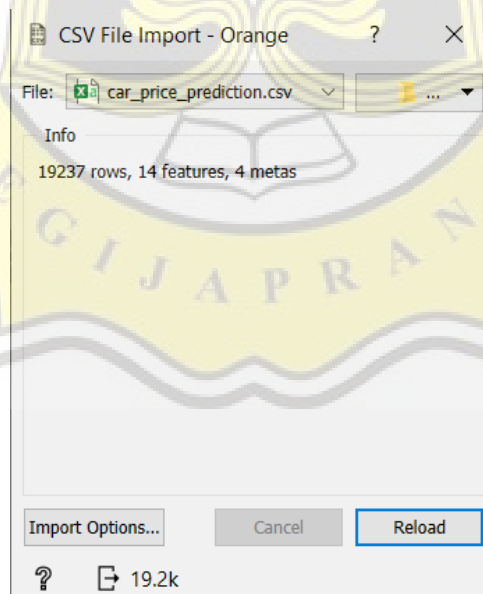 CSV File Import - Orange ? ×
File: car_price_prediction.csv ...
Info
19237 rows, 14 features, 4 metas
G I J A P R A N
Import Options... Cancel Reload
? 19.2k